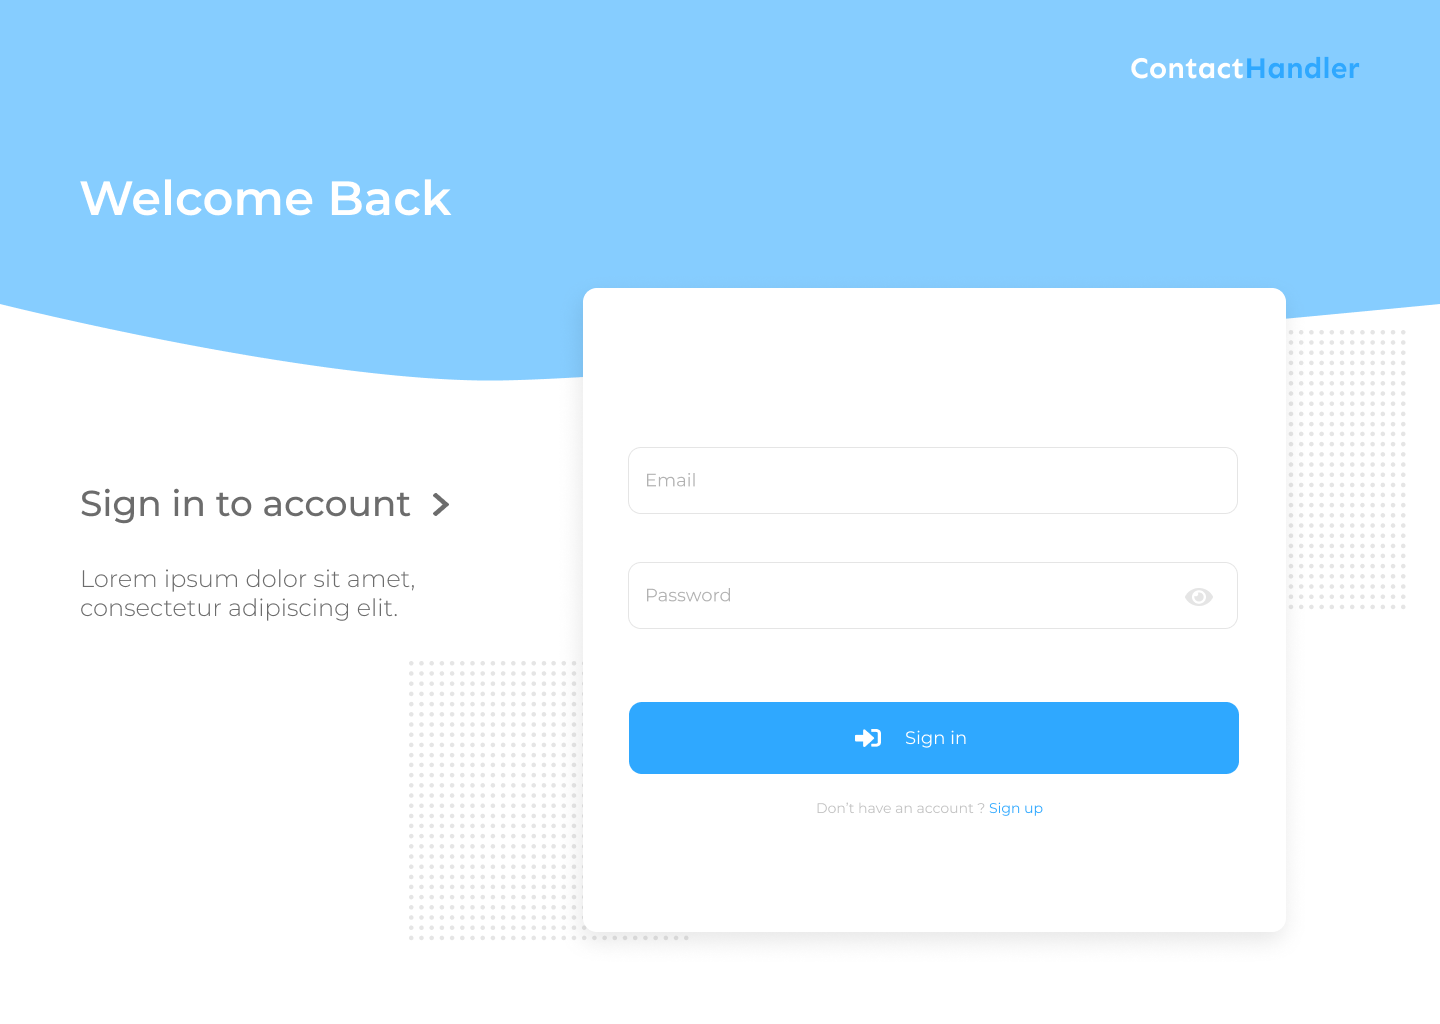 ContactHandler
Welcome Back
Sign in to account
Lorem ipsum dolor sit amet,
consectetur adipiscing elit.
Email
Password
Sign in
Don’t have an account ? Sign up